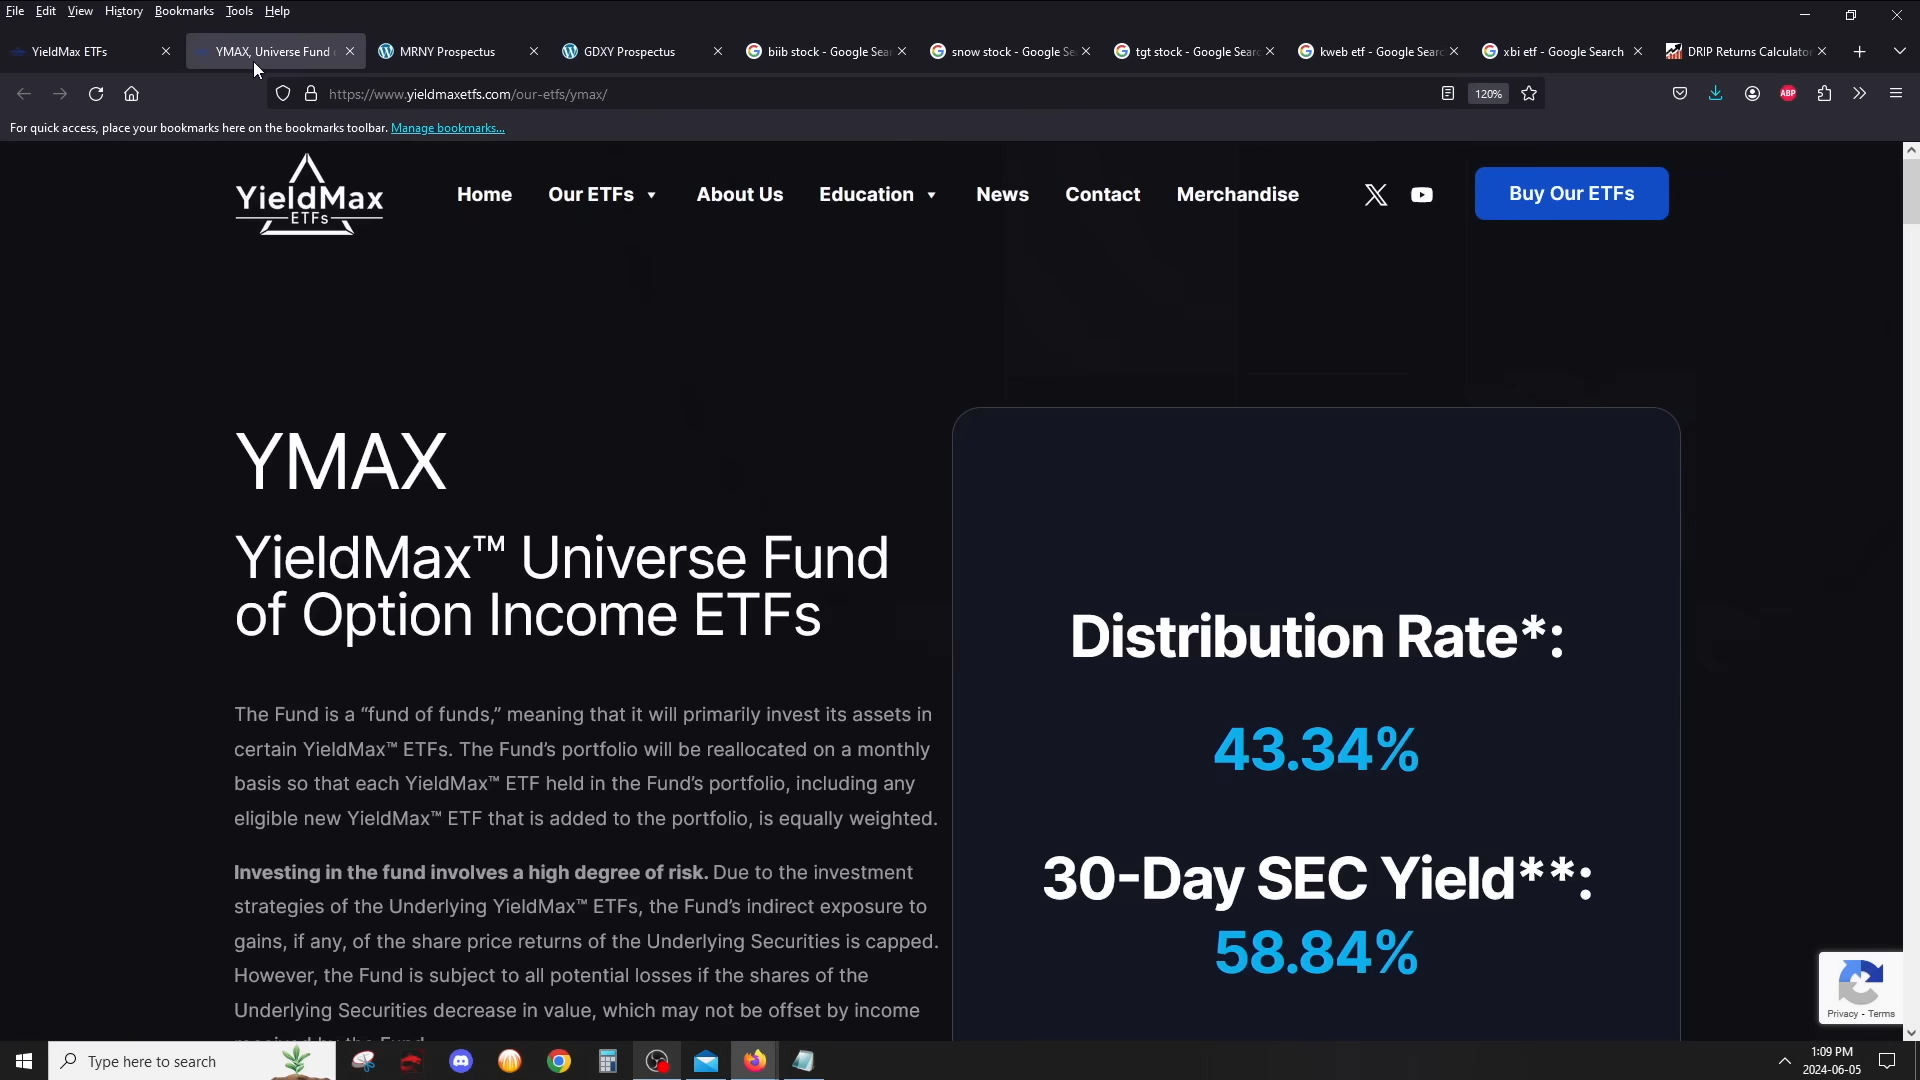 File Edit View History Bookmarks Tools Help
YieldMax ETFs
YMAX, Universe Fund
MRNY Prospectus
GDXY Prospectus
biib stock - Google Sear
snow stock - Google Se
tgt stock - Google Searc
kweb etf - Google Searc
xbi etf - Google Search
DRIP Returns Calculator
https://www.yieldmaxetfs.com/our-etfs/ymax/
120%
ABP
For quick access, place your bookmarks here on the bookmarks toolbar. Manage bookmarks...
YieldMax
ETFs
Home Our ETFs About Us Education News Contact Merchandise
Buy Our ETFs
YMAX
YieldMax™ Universe Fund
of Option Income ETFs
The Fund is a “fund of funds,” meaning that it will primarily invest its assets in
certain YieldMax™ ETFs. The Fund’s portfolio will be reallocated on a monthly
basis so that each YieldMax™ ETF held in the Fund’s portfolio, including any
eligible new YieldMax™ ETF that is added to the portfolio, is equally weighted.
Investing in the fund involves a high degree of risk. Due to the investment
strategies of the Underlying YieldMax™ ETFs, the Fund’s indirect exposure to
gains, if any, of the share price returns of the Underlying Securities is capped.
However, the Fund is subject to all potential losses if the shares of the
Underlying Securities decrease in value, which may not be offset by income
Distribution Rate*:
43.34%
30-Day SEC Yield**:
58.84%
Privacy - Terms
Type here to search
1:09 PM
2024-06-05